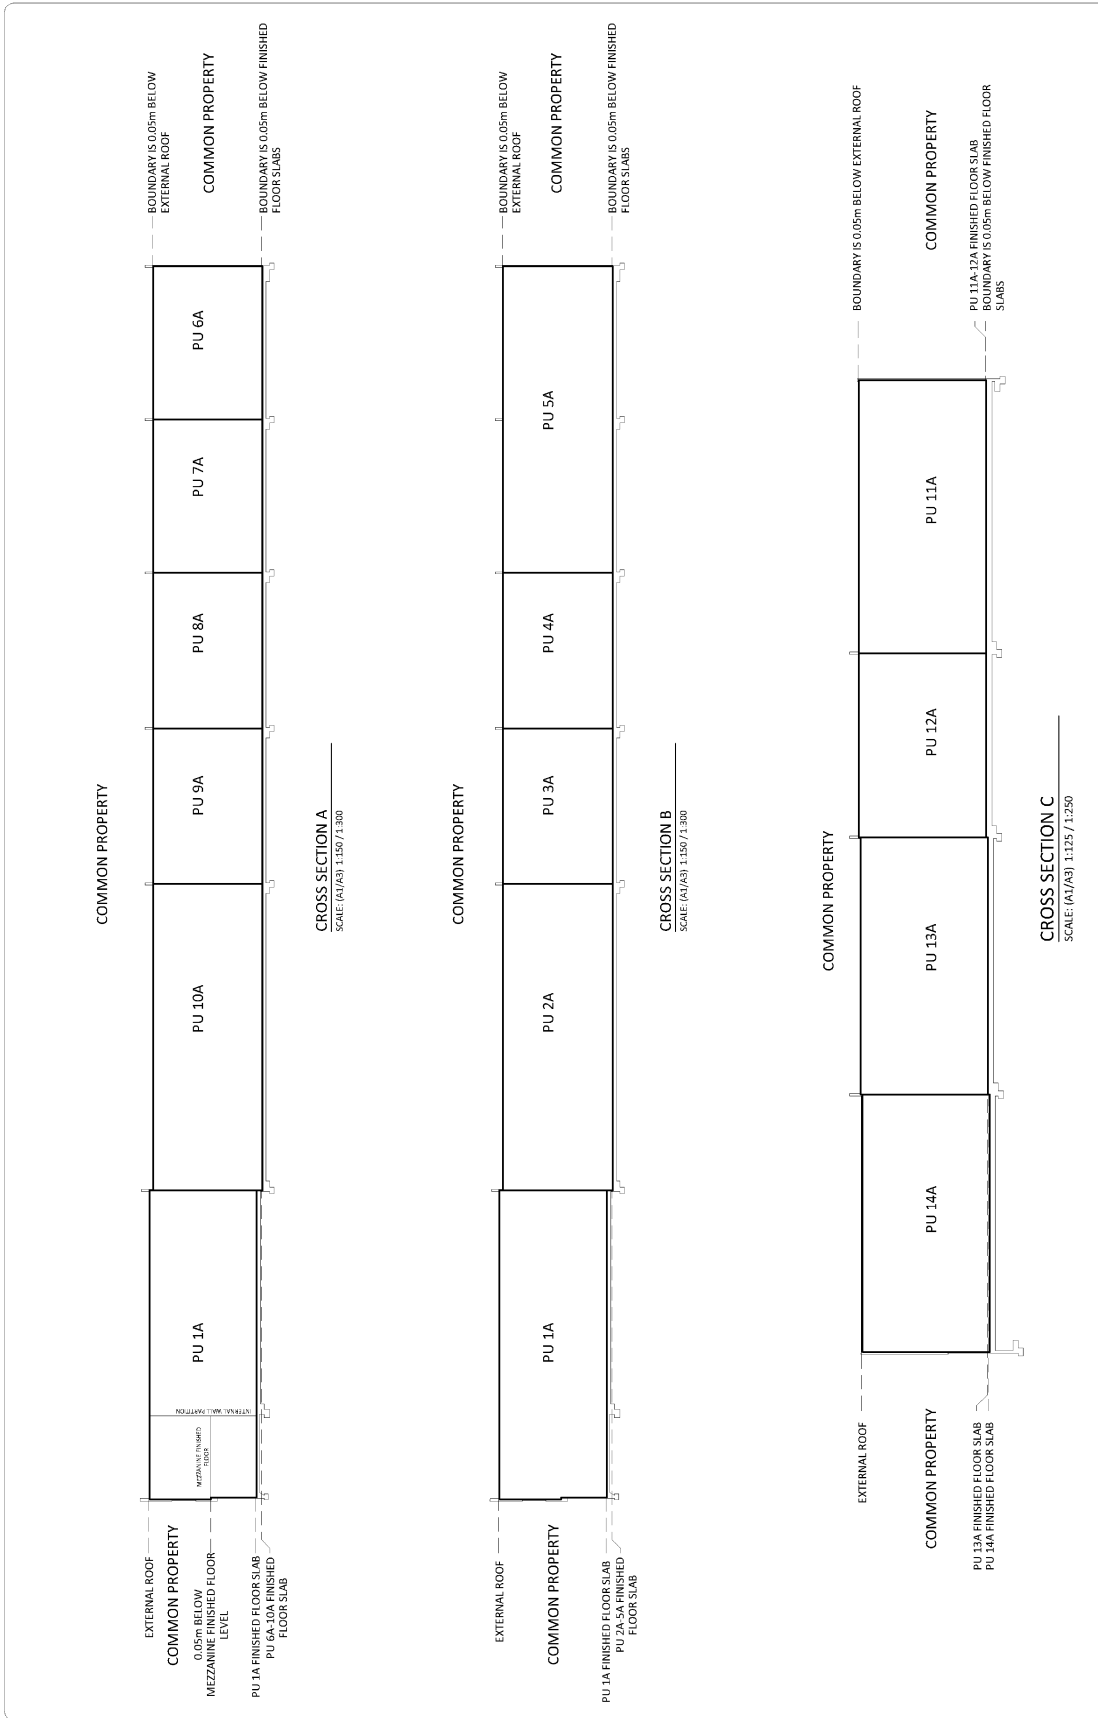 COMMON PROPERTY
EXTERNAL ROOF
COMMON PROPERTY
0.05m BELOW
MEZZANINE FINISHED FLOOR
LEVEL
PU 1A FINISHED FLOOR SLAB
PU 6A-10A FINISHED
FLOOR SLAB
MEZZANINE FINISHED
FLOOR
INTERNAL WALL PARTITION
PU 1A
PU 10A
PU 9A
PU 8A
PU 7A
PU 6A
BOUNDARY IS 0.05m BELOW
EXTERNAL ROOF
COMMON PROPERTY
BOUNDARY IS 0.05m BELOW FINISHED
FLOOR SLABS
CROSS SECTION A
SCALE: (A1/A3) 1:150 / 1:300
COMMON PROPERTY
EXTERNAL ROOF
COMMON PROPERTY
PU 1A FINISHED FLOOR SLAB
PU 2A-5A FINISHED
FLOOR SLAB
PU 1A
PU 2A
PU 3A
PU 4A
PU 5A
BOUNDARY IS 0.05m BELOW
EXTERNAL ROOF
COMMON PROPERTY
BOUNDARY IS 0.05m BELOW FINISHED
FLOOR SLABS
CROSS SECTION B
SCALE: (A1/A3) 1:150 / 1:300
COMMON PROPERTY
EXTERNAL ROOF
COMMON PROPERTY
PU 13A FINISHED FLOOR SLAB
PU 14A FINISHED FLOOR SLAB
PU 14A
PU 13A
PU 12A
PU 11A
BOUNDARY IS 0.05m BELOW EXTERNAL ROOF
COMMON PROPERTY
PU 11A-12A FINISHED FLOOR SLAB
BOUNDARY IS 0.05m BELOW FINISHED FLOOR
SLABS
CROSS SECTION C
SCALE: (A1/A3) 1:125 / 1:250